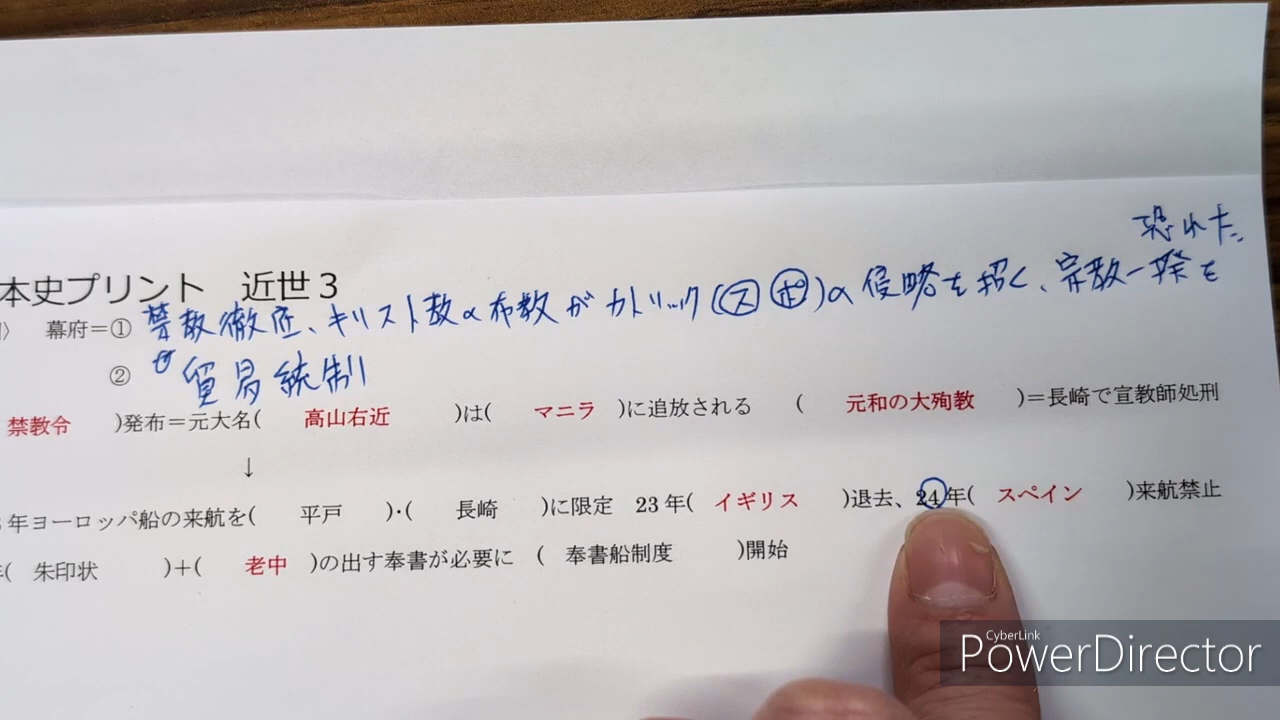 恐れた。
本史プリント　近世３
〉　幕府＝① 禁教徹底、キリスト教の布教がカトリック(ス ポ)の侵略を招く、宗教一揆を
② 貿易統制
禁教令　)発布＝元大名(　高山右近　)は(　マニラ　)に追放される　(　元和の大殉教　)＝長崎で宣教師処刑
↓
年ヨーロッパ船の来航を(　平戸　)・(　長崎　)に限定　23 年(　イギリス　)退去、24年(　スペイン　)来航禁止
(　朱印状　)＋(　老中　)の出す奉書が必要に　(　奉書船制度　)開始
CyberLink
PowerDirector